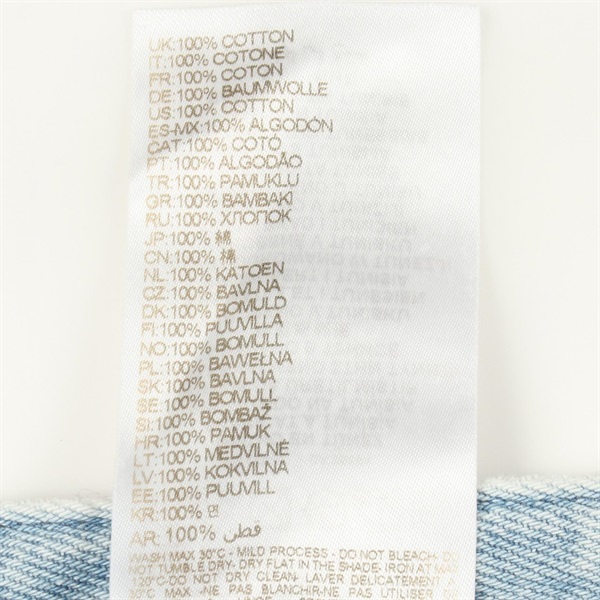 UK:100% COTTON
IT:100% COTONE
FR:100% COTON
DE:100% BAUMWOLLE
US:100% COTTON
ES-MX:100% ALGODÓN
CAT:100% COTÓ
PT:100% ALGODÃO
TR:100% PAMUKLU
GR:100% BAMBAKI
RU:100% ХЛОПОК
JP:100% 綿
CN:100% 棉
NL:100% KATOEN
CZ:100% BAVLNA
DK:100% BOMULD
FI:100% PUUVILLA
NO:100% BOMULL
PL:100% BAWEŁNA
SK:100% BAVLNA
SE:100% BOMULL
SI:100% BOMBAŽ
HR:100% PAMUK
LT:100% MEDVILNĖ
LV:100% KOKVILNA
EE:100% PUUVILL
KR:100% 면
AR:100% قطن
WASH MAX 30°C - MILD PROCESS - DO NOT BLEACH-
NOT TUMBLE DRY- DRY FLAT IN THE SHADE- IRON AT
120°C-DO NOT DRY CLEAN- LAVER DELICATEMENT A
30°C MAX -NE PAS BLANCHIR-NE PAS UTILISER